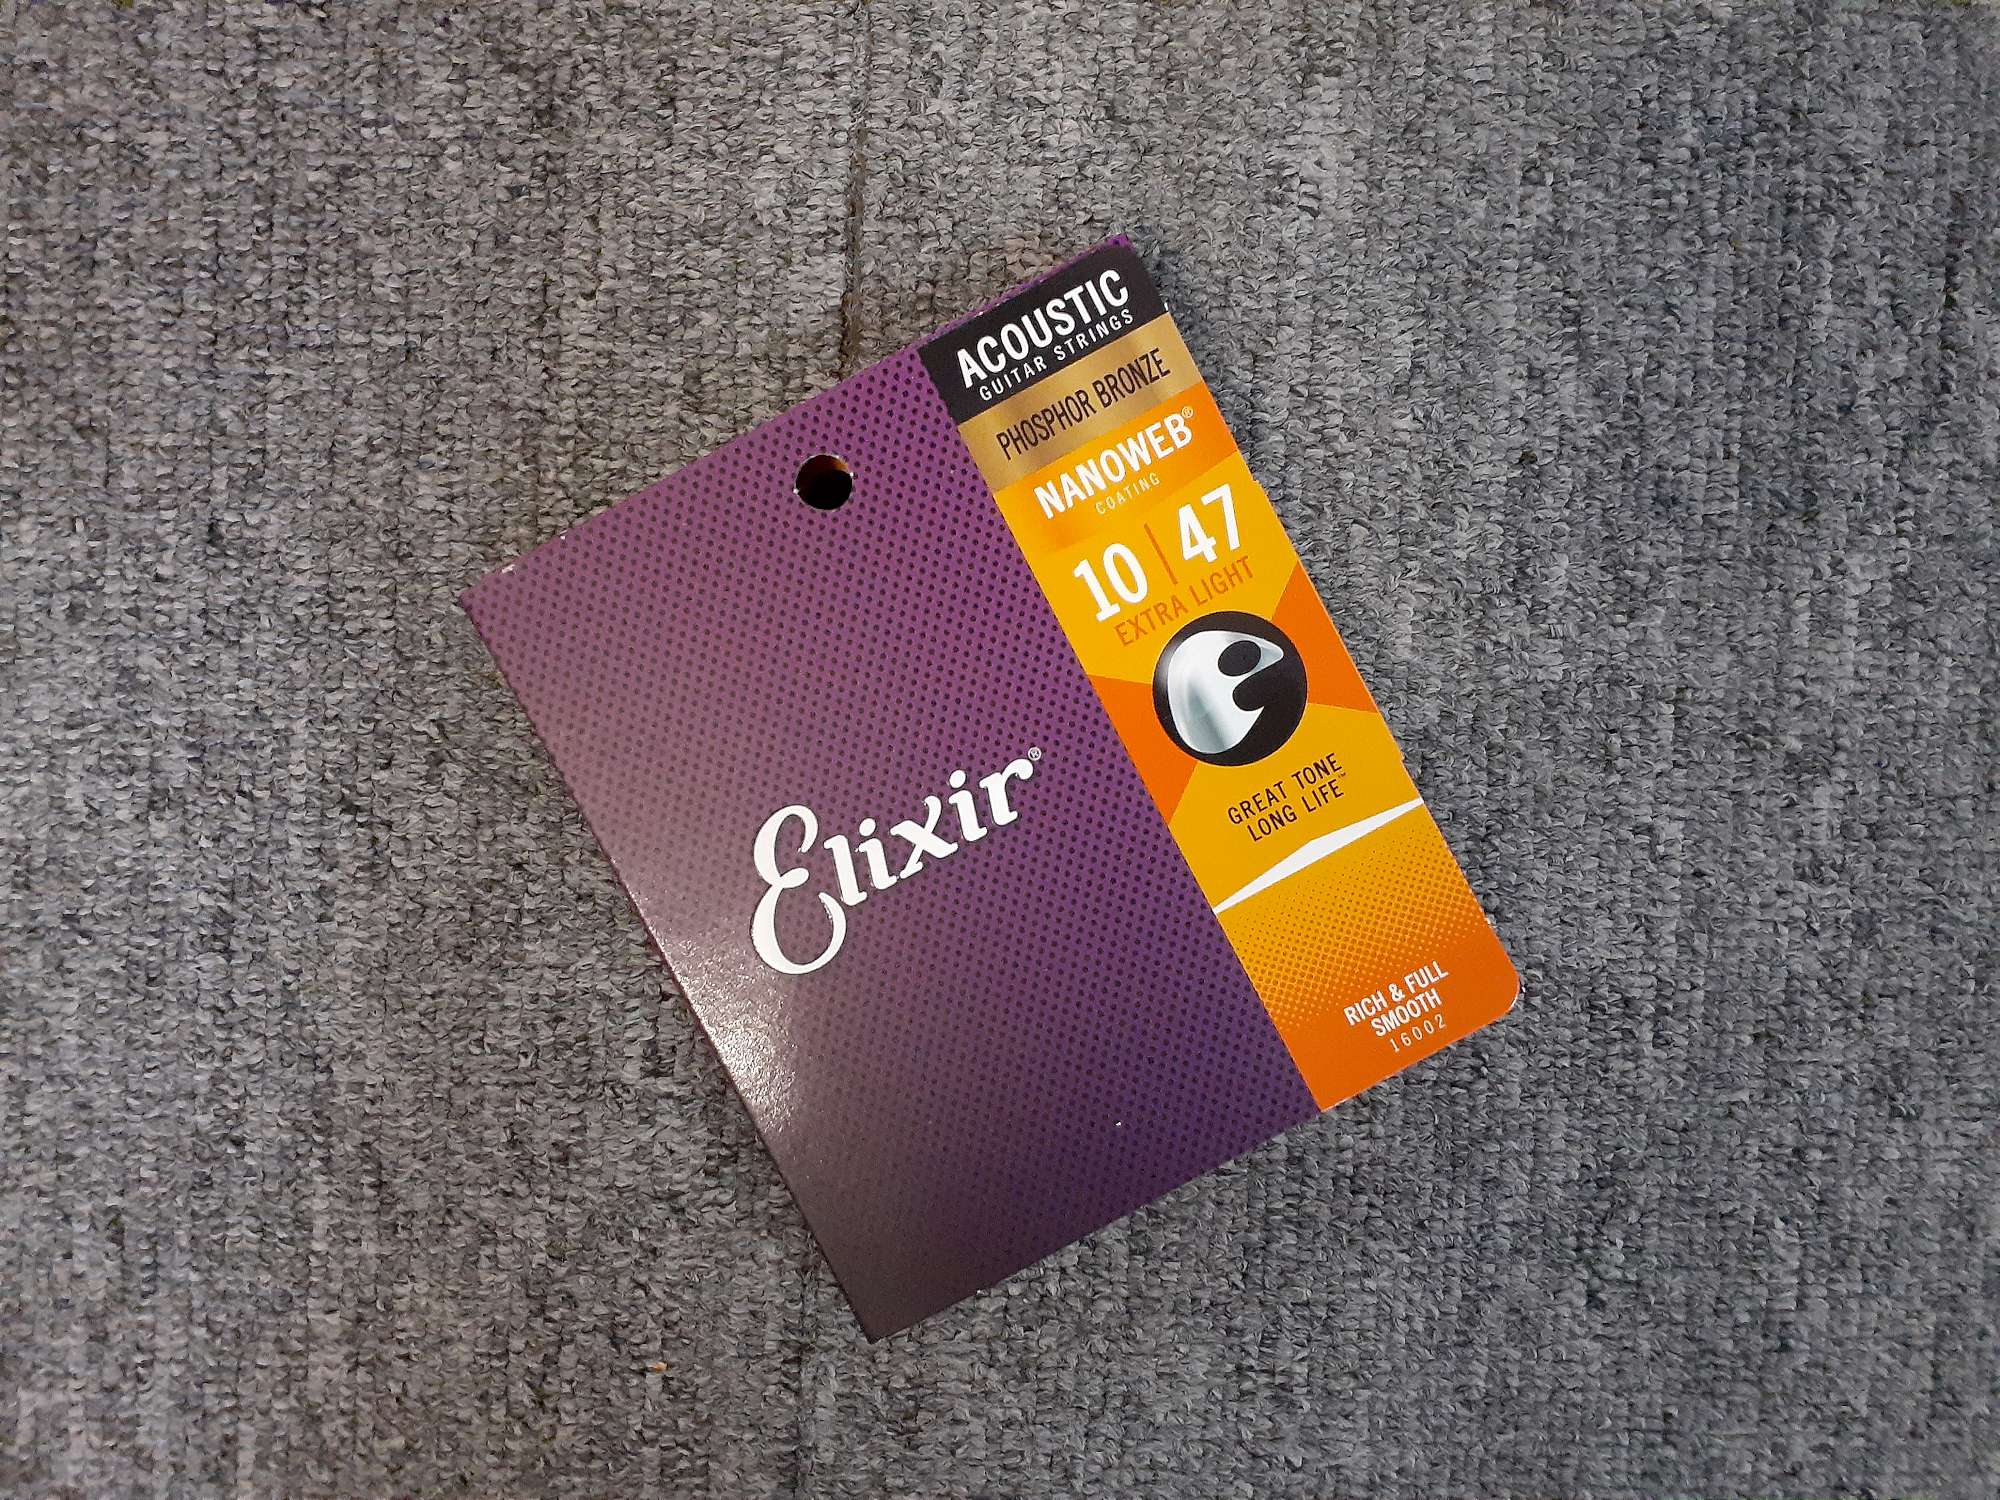 ACOUSTIC
GUITAR STRINGS
PHOSPHOR BRONZE
NANOWEB®
COATING
10 | 47
EXTRA LIGHT
GREAT TONE
LONG LIFE™
RICH & FULL
SMOOTH
16002
Elixir®